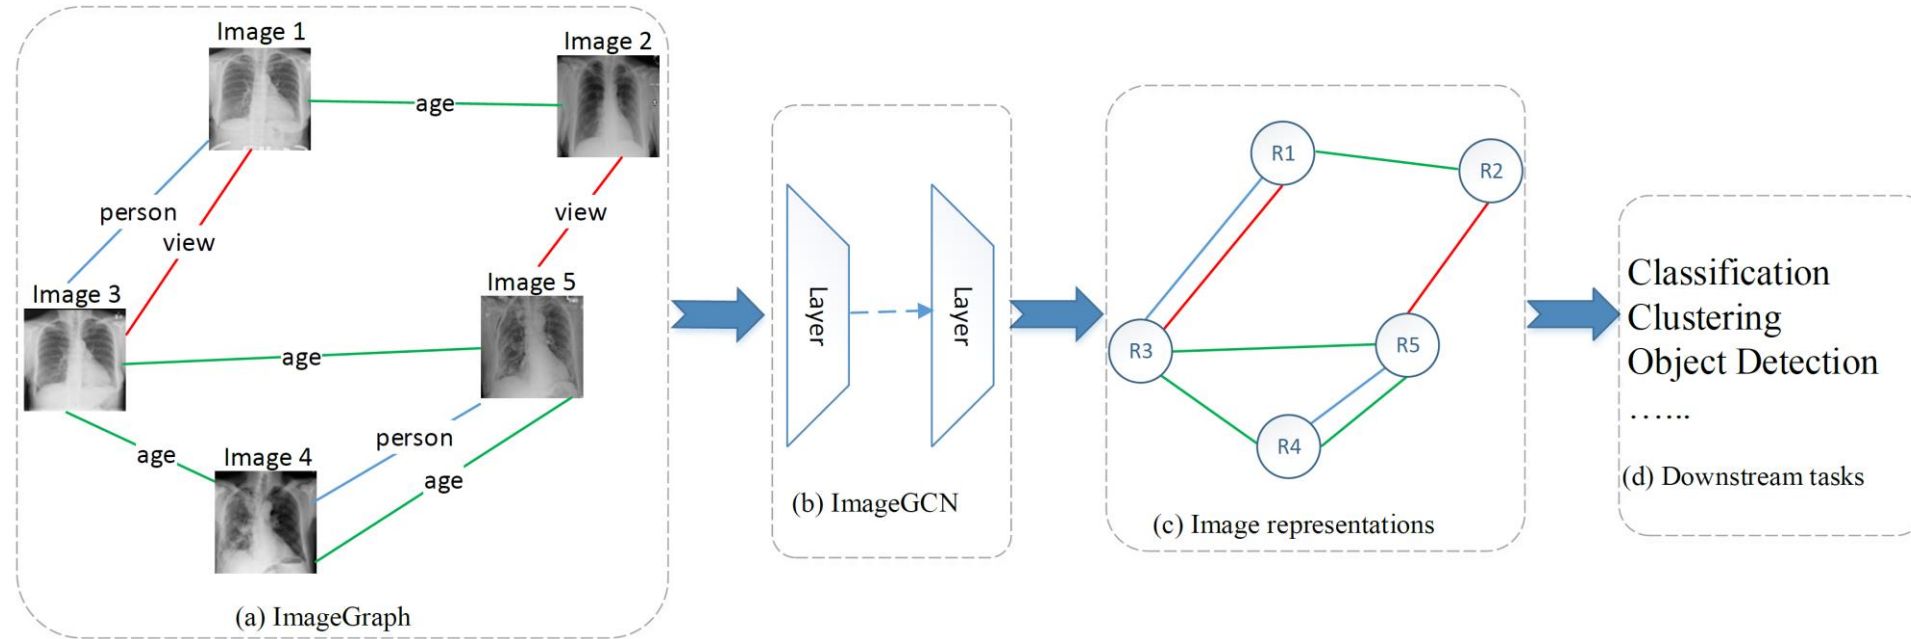 Image 1
Image 2
age
person
view
view
Image 3
Image 5
age
person
age
Image 4
age
(a) ImageGraph
Layer
Layer
(b) ImageGCN
R1
R2
R3
R5
R4
(c) Image representations
Classification
Clustering
Object Detection
…...
(d) Downstream tasks